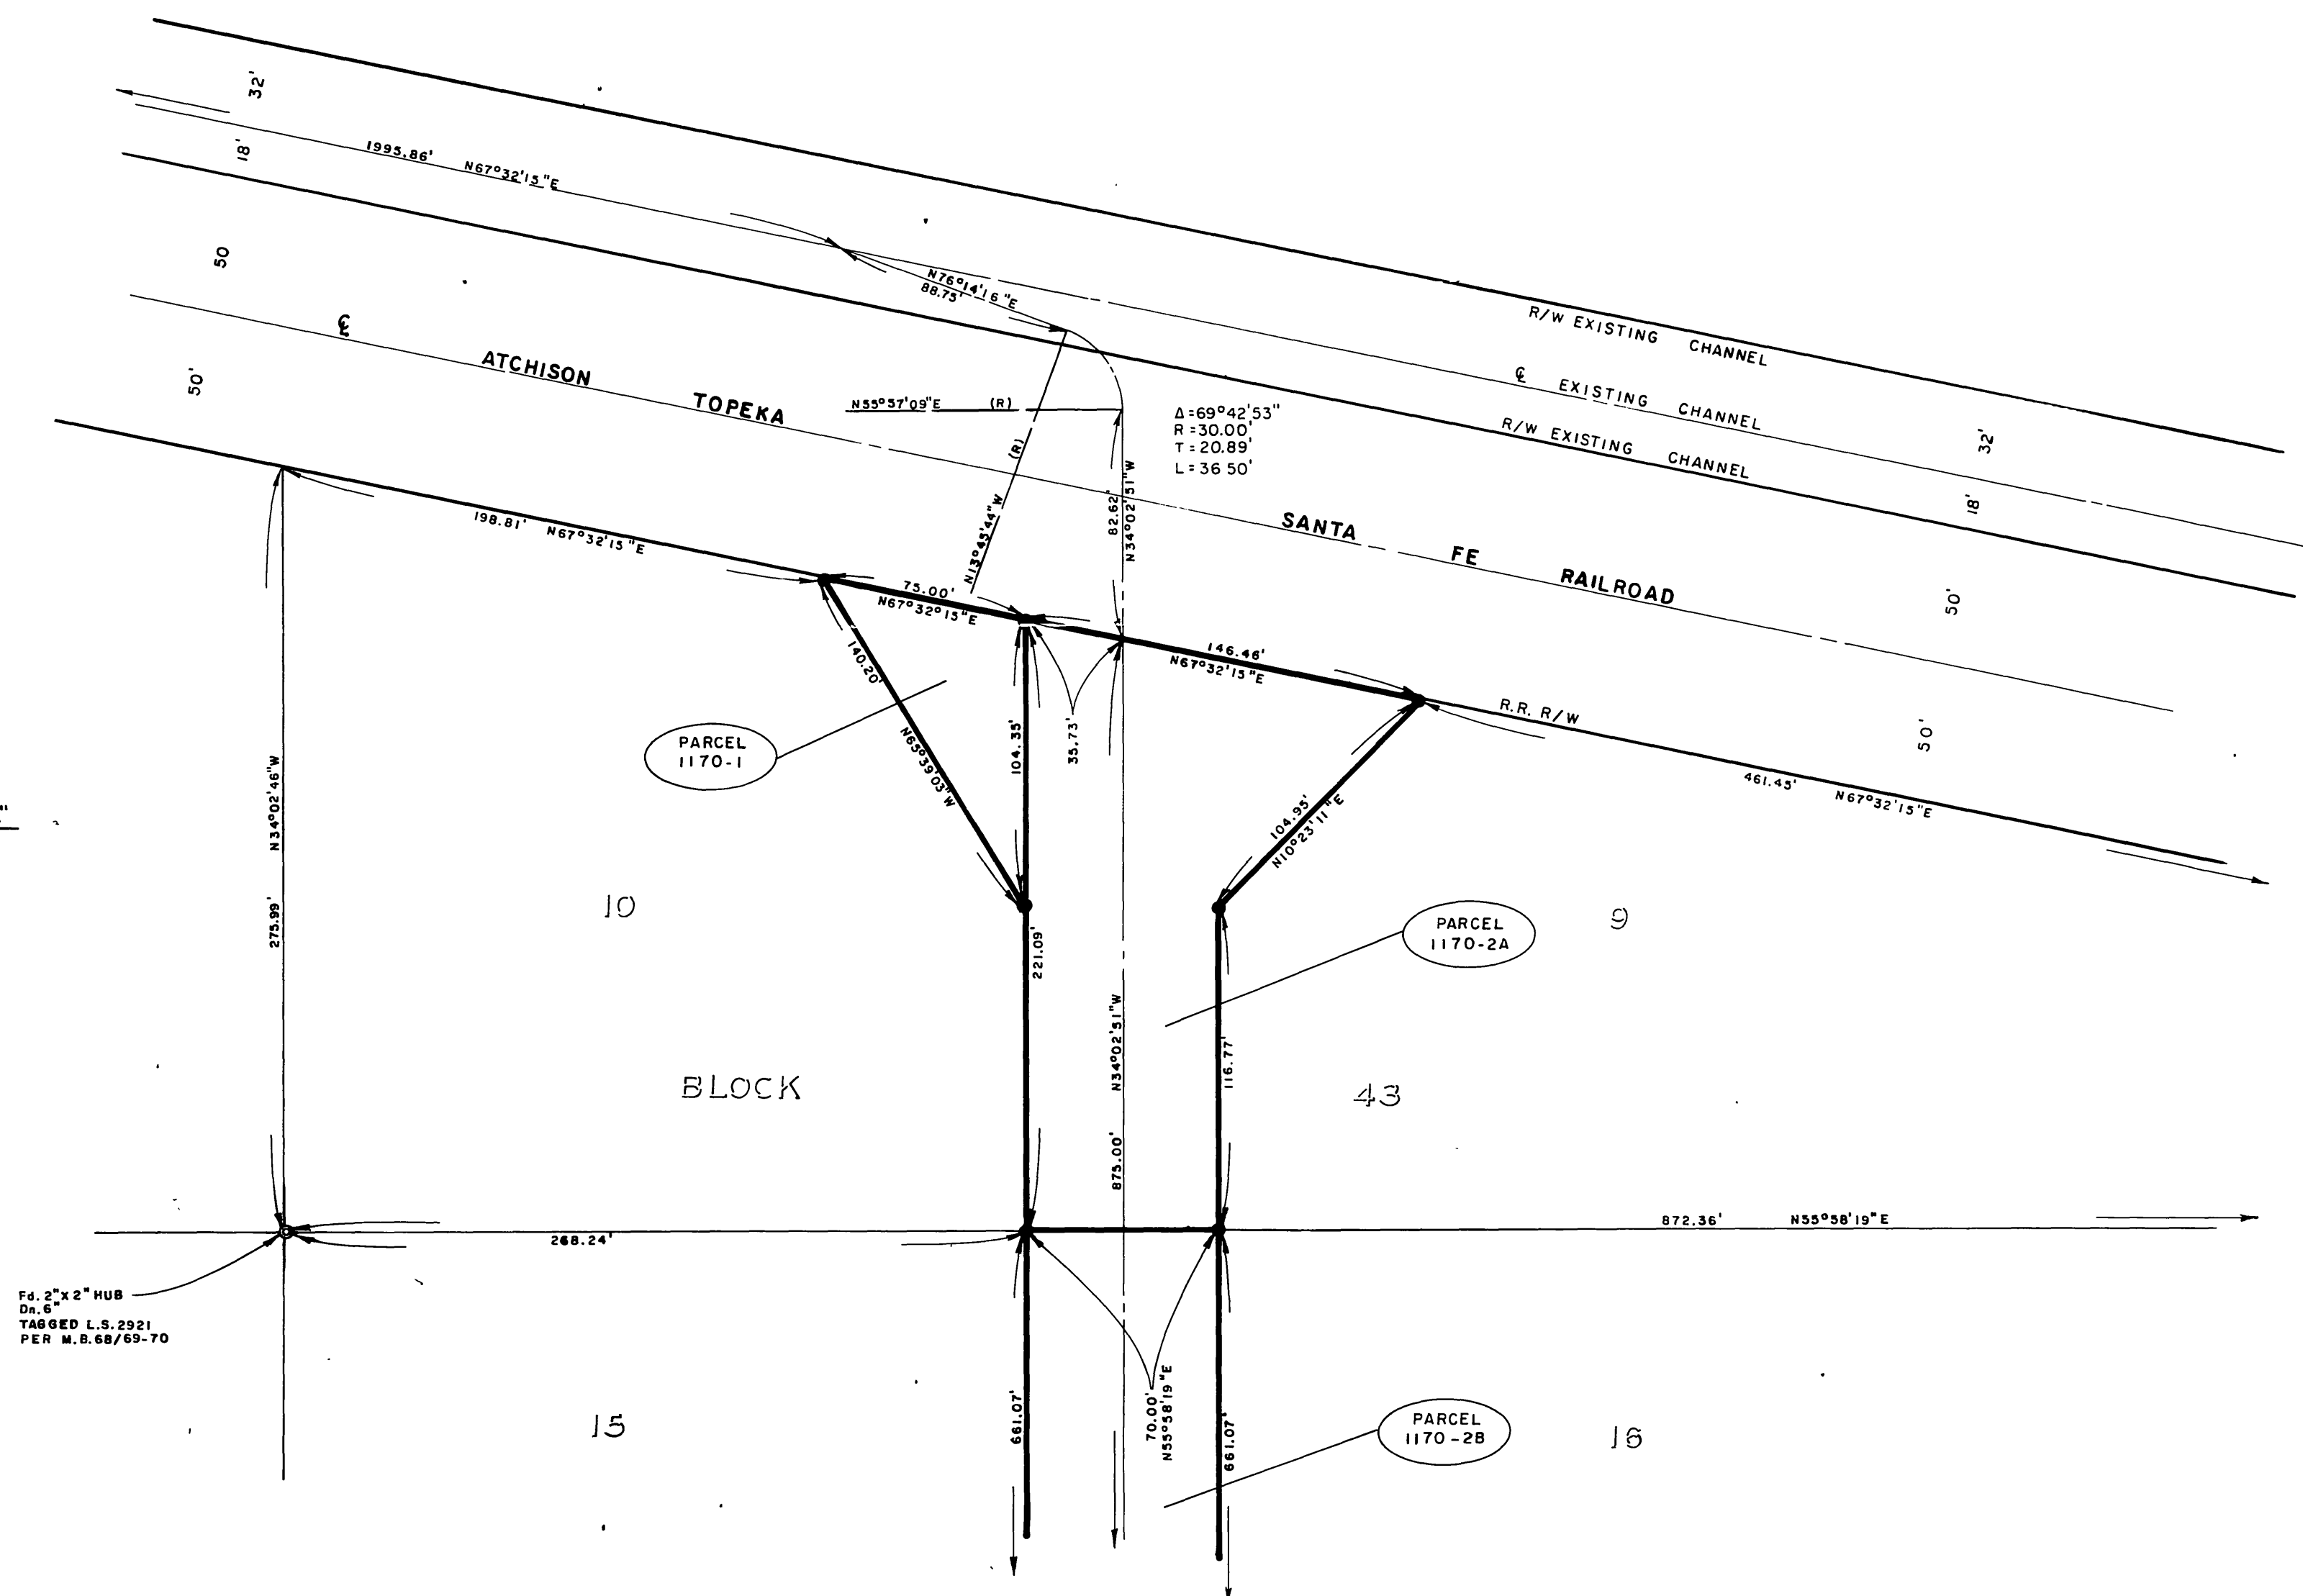 32'
18'
1995.86' N67°32'15"E
50
℄
50'
ATCHISON TOPEKA SANTA FE RAILROAD
N76°14'16"E
88.75'
R/W EXISTING CHANNEL
℄ EXISTING CHANNEL
R/W EXISTING CHANNEL
32'
18'
50'
50'
N55°57'09"E (R)
Δ=69°42'53"
R=30.00'
T=20.89'
L=36 50'
(R)
N13°45'44"W
82.62'
N34°02'51"W
198.81' N67°32'15"E
75.00'
N67°32'15"E
146.46'
N67°32'15"E
R.R. R/W
461.45' N67°32'15"E
140.20'
N65°39'03"W
104.35'
35.73'
PARCEL
1170-1
N34°02'46"W
275.99'
104.95'
N10°23'11"E
10
9
221.09'
PARCEL
1170-2A
N34°02'51"W
875.00'
116.77'
BLOCK 43
268.24'
872.36' N55°58'19"E
Fd. 2"X2" HUB
Dn. 6"
TAGGED L.S. 2921
PER M.B.68/69-70
661.07'
70.00'
N55°58'19"E
661.07'
15
PARCEL
1170-2B
16